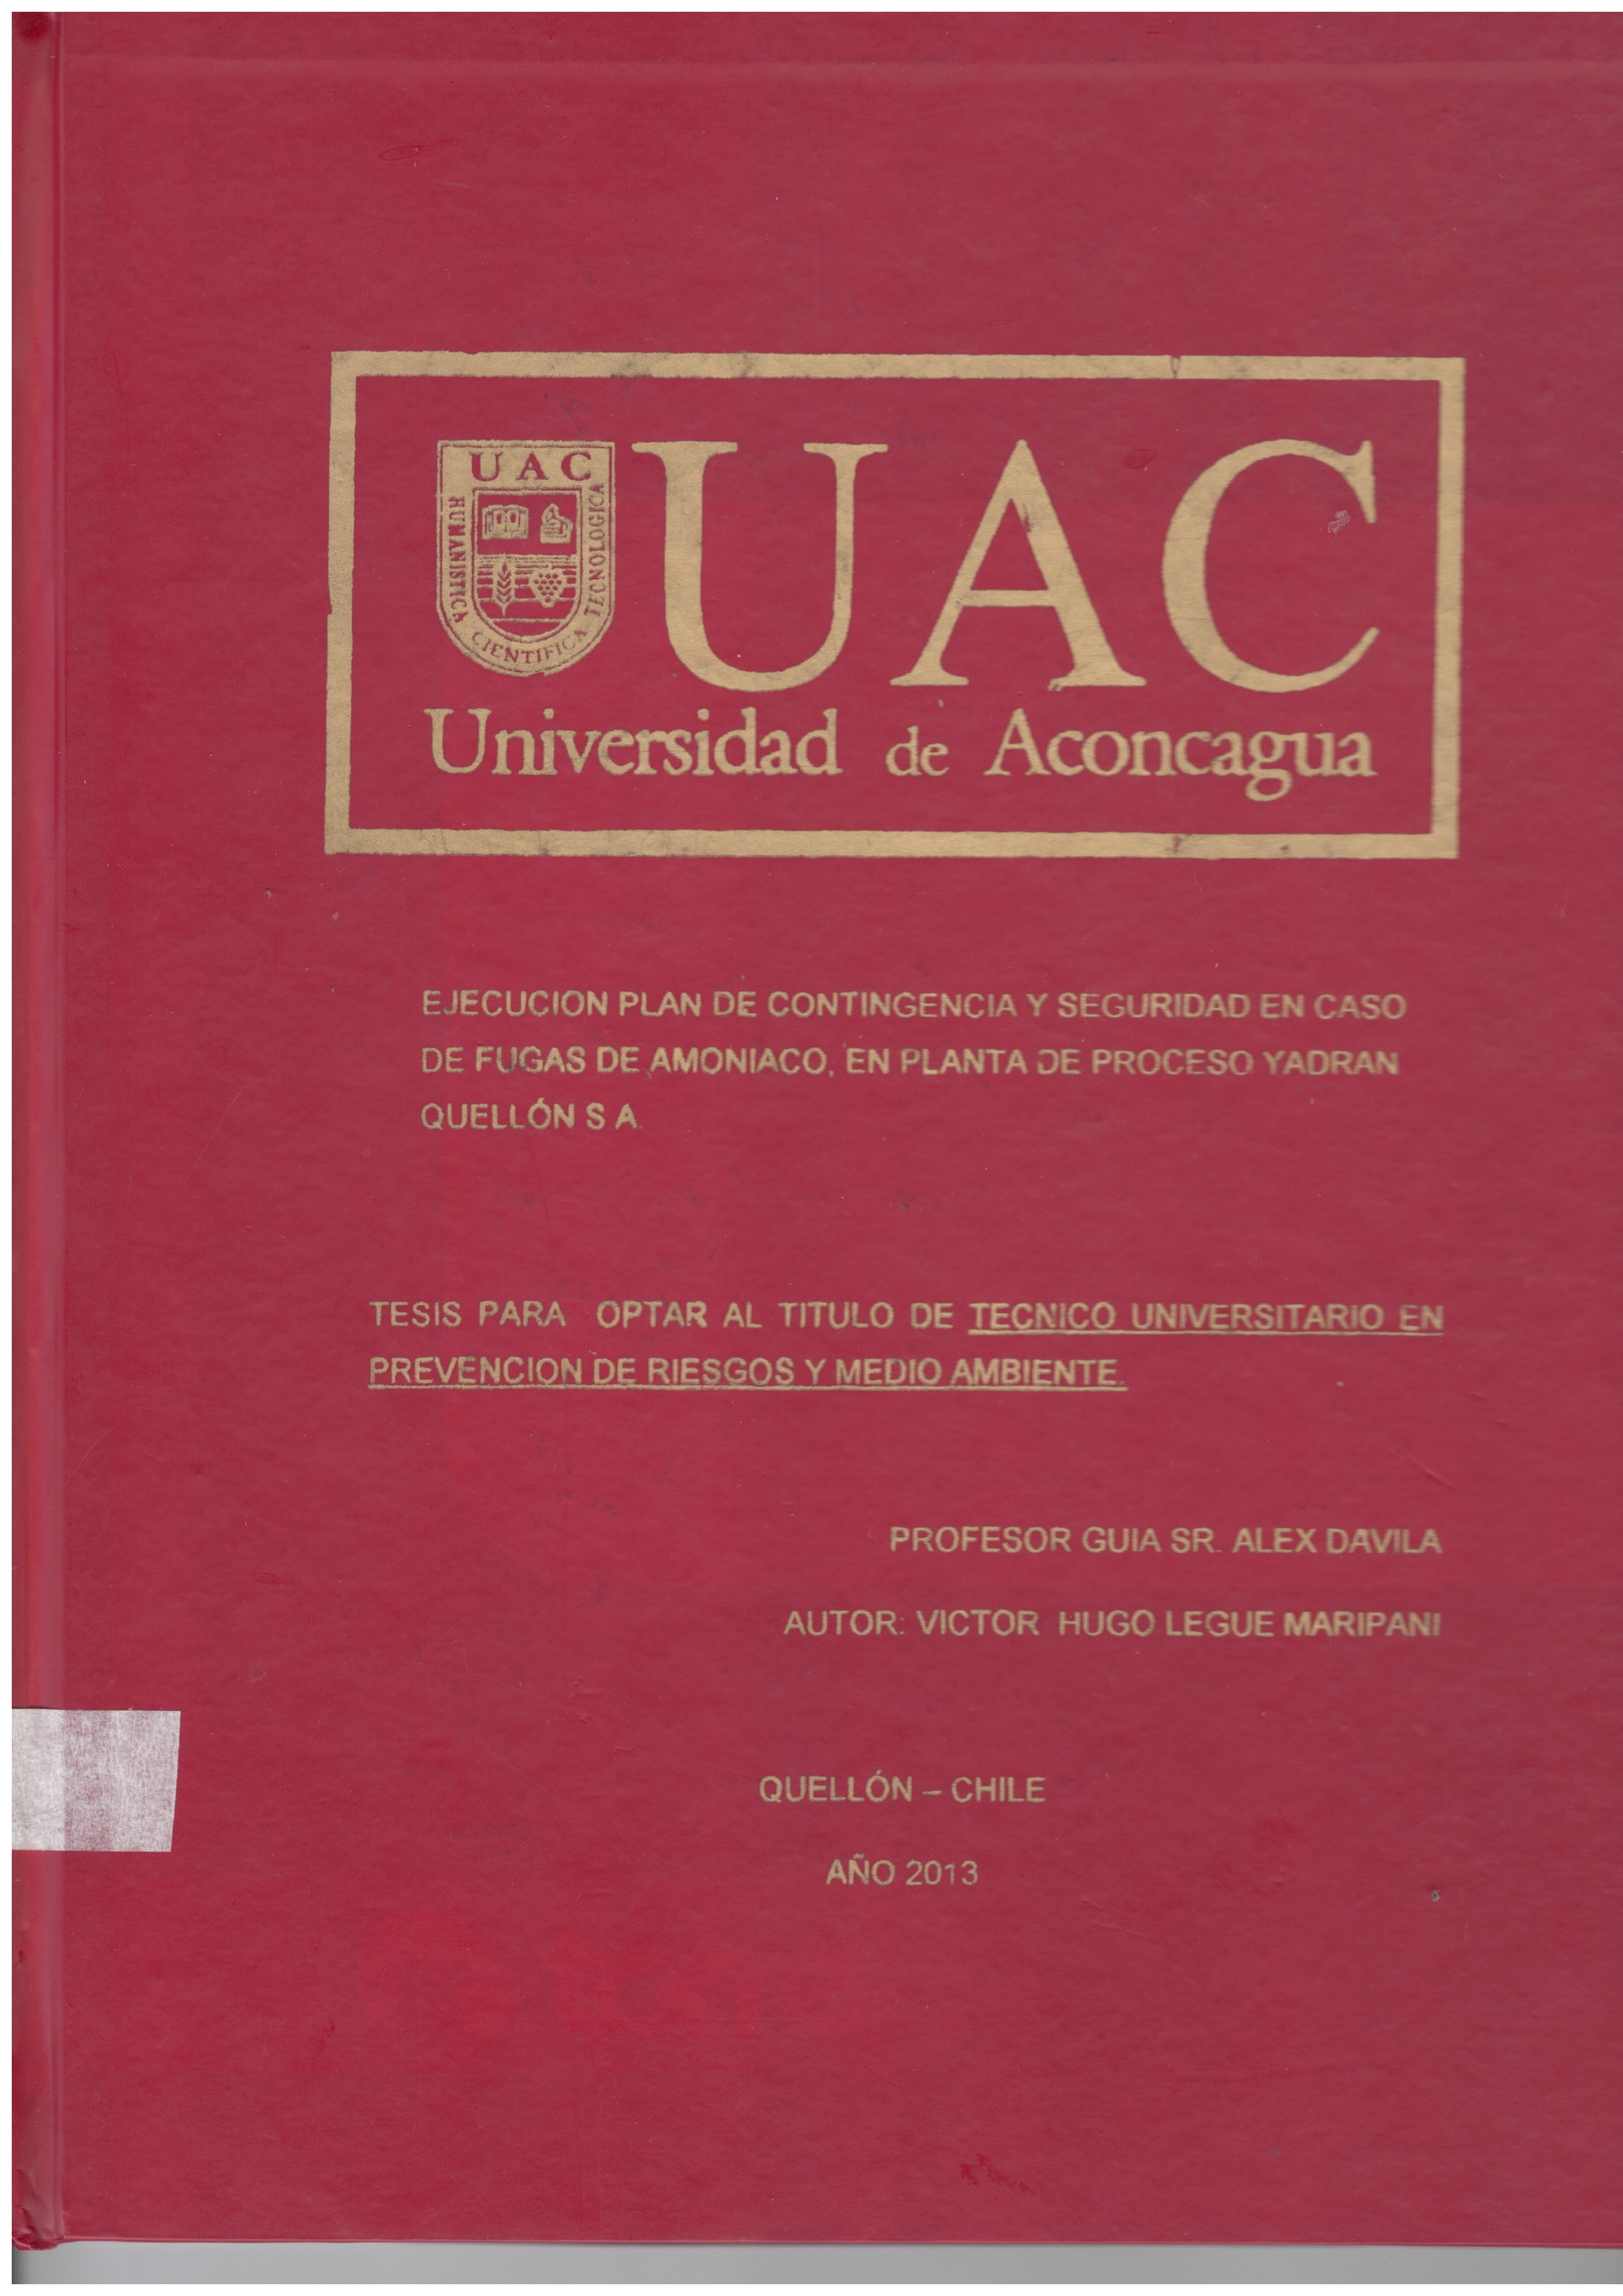 UAC
HUMANISTICA CIENTIFICA TECNOLOGICA
UAC
Universidad de Aconcagua
EJECUCION PLAN DE CONTINGENCIA Y SEGURIDAD EN CASO
DE FUGAS DE AMONIACO, EN PLANTA DE PROCESO YADRAN
QUELLÓN S A.
TESIS PARA OPTAR AL TITULO DE TECNICO UNIVERSITARIO EN
PREVENCION DE RIESGOS Y MEDIO AMBIENTE.
PROFESOR GUIA SR. ALEX DAVILA
AUTOR: VICTOR HUGO LEGUE MARIPANI
QUELLÓN – CHILE
AÑO 2013